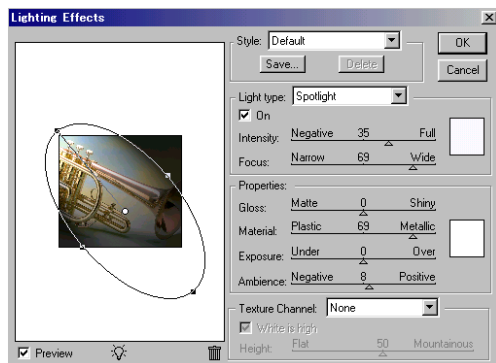 Lighting Effects
Style: Default
Save... Delete
OK
Cancel
Light type: Spotlight
On
Intensity: Negative 35 Full
Focus: Narrow 69 Wide
Properties:
Gloss: Matte 0 Shiny
Material: Plastic 69 Metallic
Exposure: Under 0 Over
Ambience: Negative 8 Positive
Texture Channel: None
White is high
Height: Flat 50 Mountainous
Preview